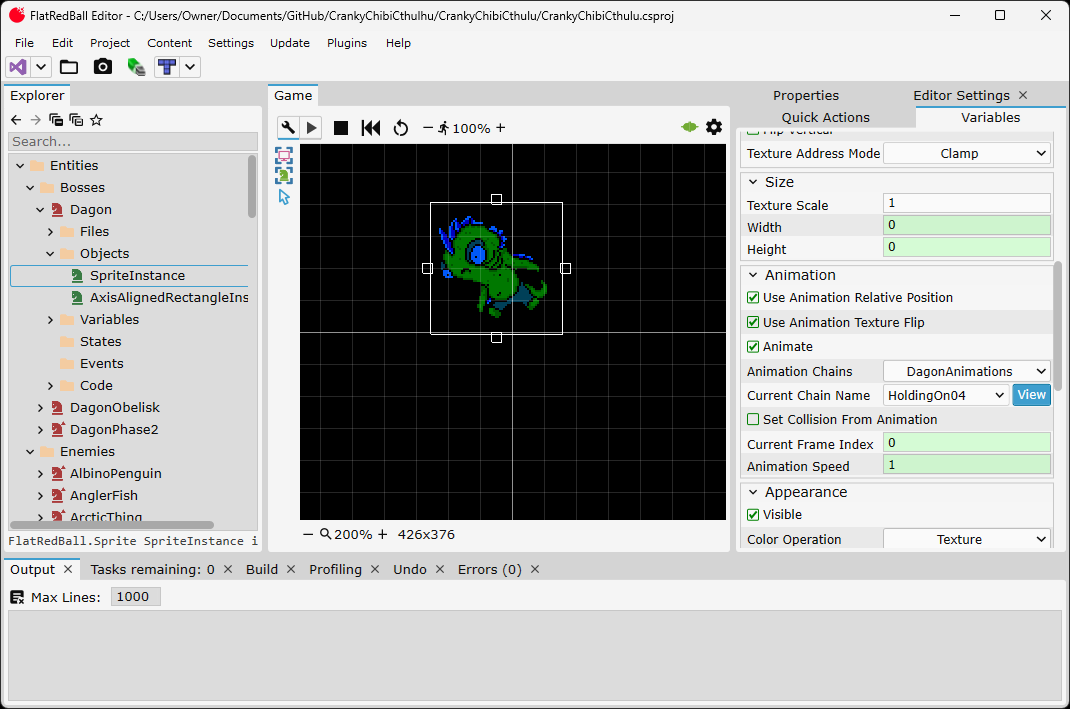 FlatRedBall Editor - C:/Users/Owner/Documents/GitHub/CrankyChibiCthulhu/CrankyChibiCthulu/CrankyChibiCthulu.csproj
File Edit Project Content Settings Update Plugins Help
Explorer
Search...
Entities
Bosses
Dagon
Files
Objects
SpriteInstance
AxisAlignedRectangleIns
Variables
States
Events
Code
DagonObelisk
DagonPhase2
Enemies
AlbinoPenguin
AnglerFish
ArcticThing
FlatRedBall.Sprite SpriteInstance i
Game
100%
200% 426x376
Properties
Editor Settings
Quick Actions
Variables
Flip Vertical
Texture Address Mode Clamp
Size
Texture Scale 1
Width 0
Height 0
Animation
Use Animation Relative Position
Use Animation Texture Flip
Animate
Animation Chains DagonAnimations
Current Chain Name HoldingOn04 View
Set Collision From Animation
Current Frame Index 0
Animation Speed 1
Appearance
Visible
Color Operation Texture
Output Tasks remaining: 0 Build Profiling Undo Errors (0)
Max Lines: 1000